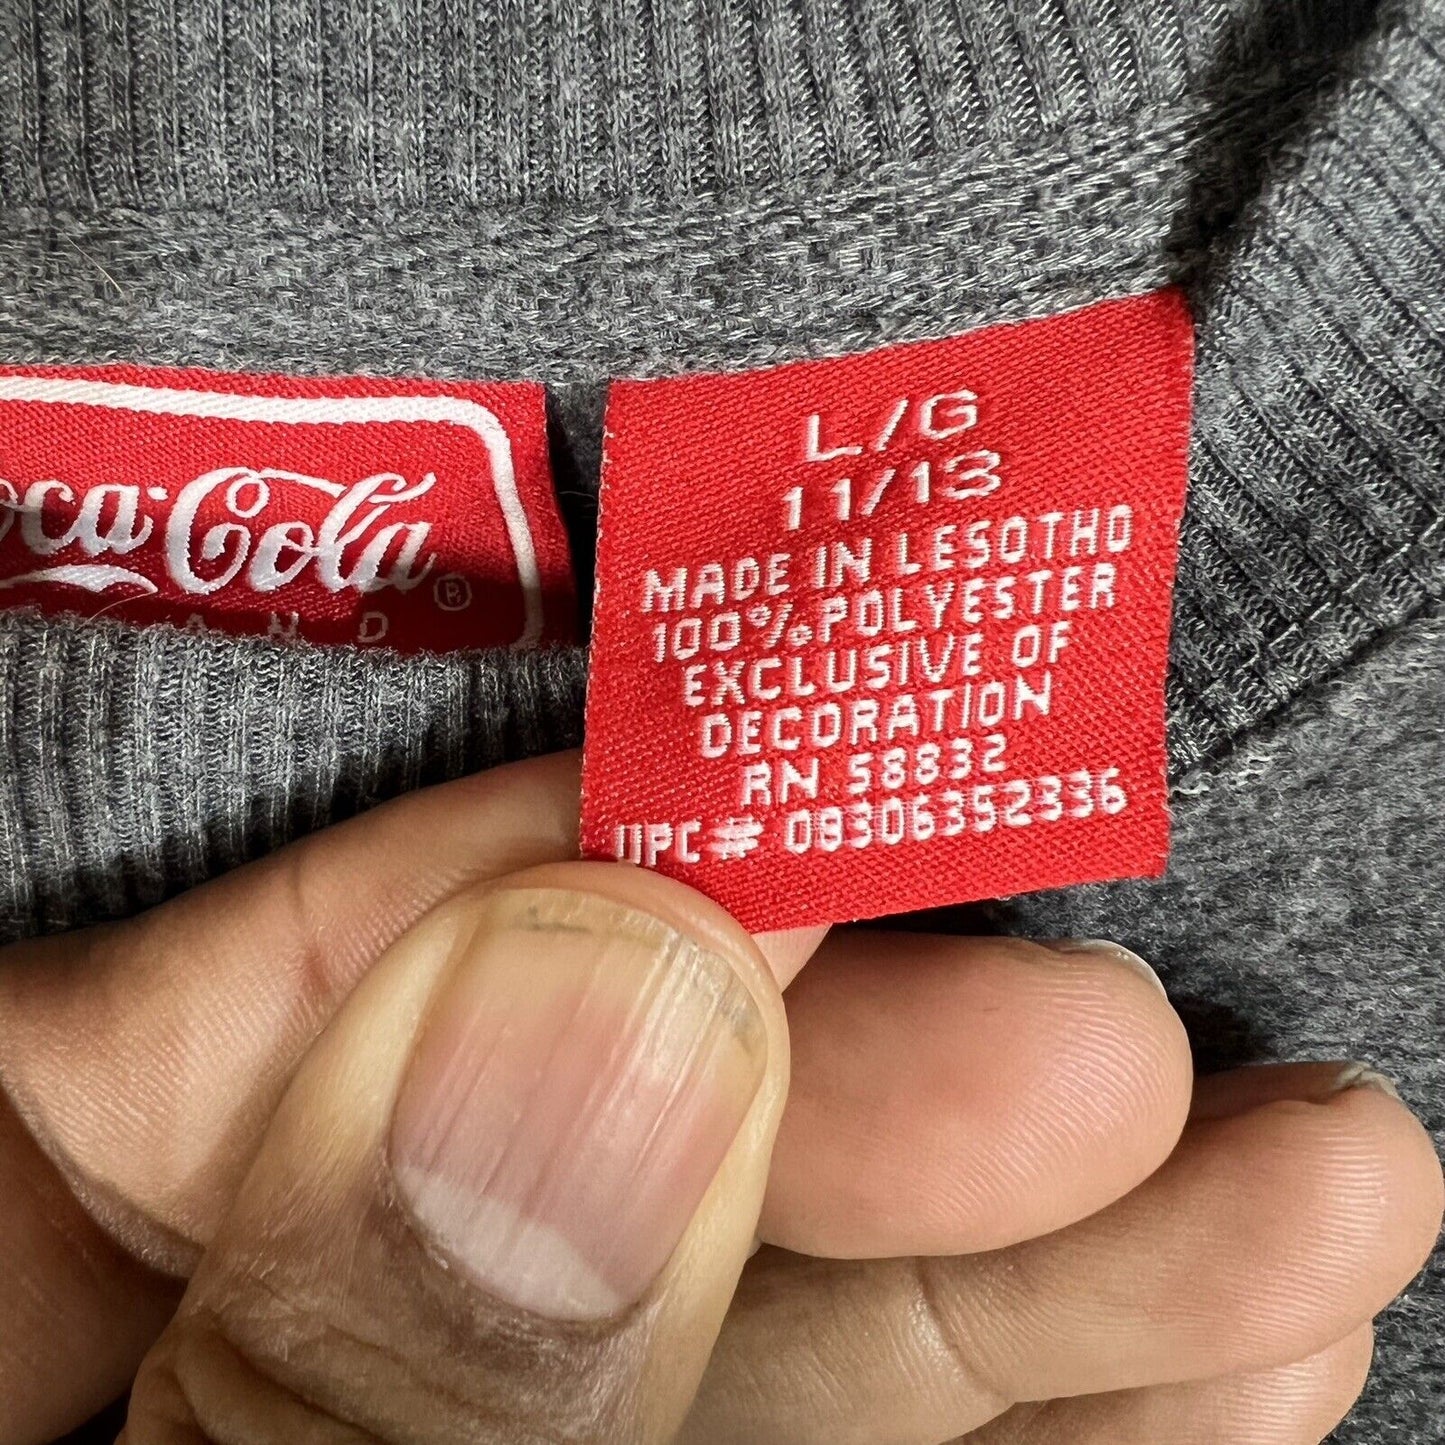 Coca-Cola®
L/G
11/13
MADE IN LESOTHO
100% POLYESTER
EXCLUSIVE OF
DECORATION
RN 58832
UPC # 08306352336